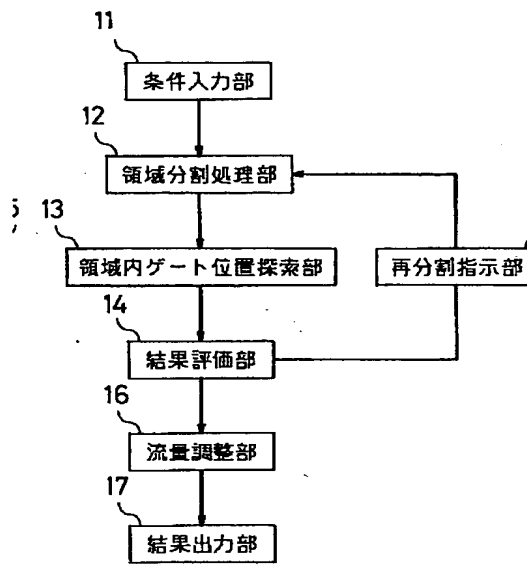 11
条件入力部
12
領域分割処理部
13
領域内ゲート位置探索部
再分割指示部
14
結果評価部
16
流量調整部
17
結果出力部